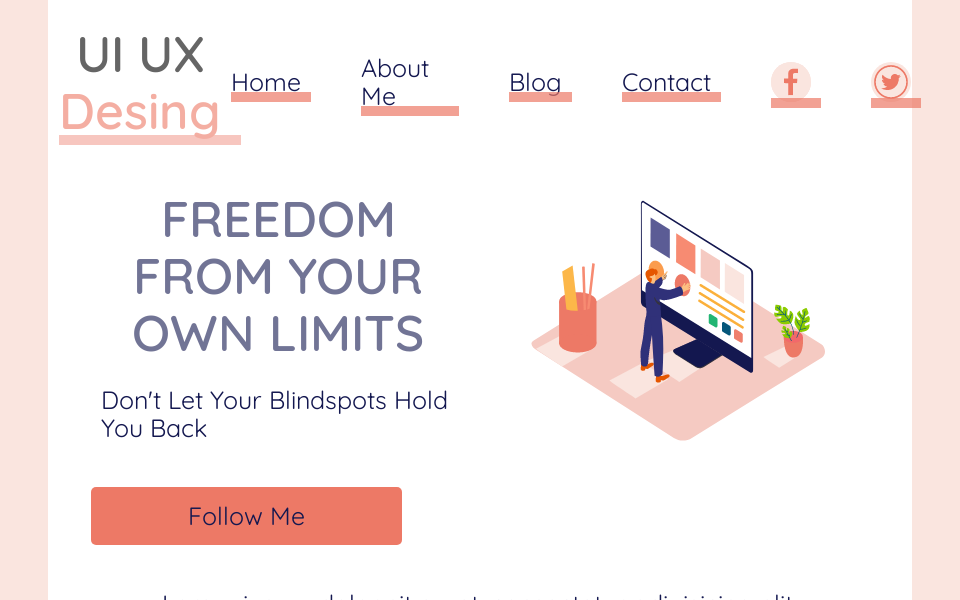 UI UX
Desing
Home
About
Me
Blog
Contact
FREEDOM
FROM YOUR
OWN LIMITS
Don't Let Your Blindspots Hold
You Back
Follow Me